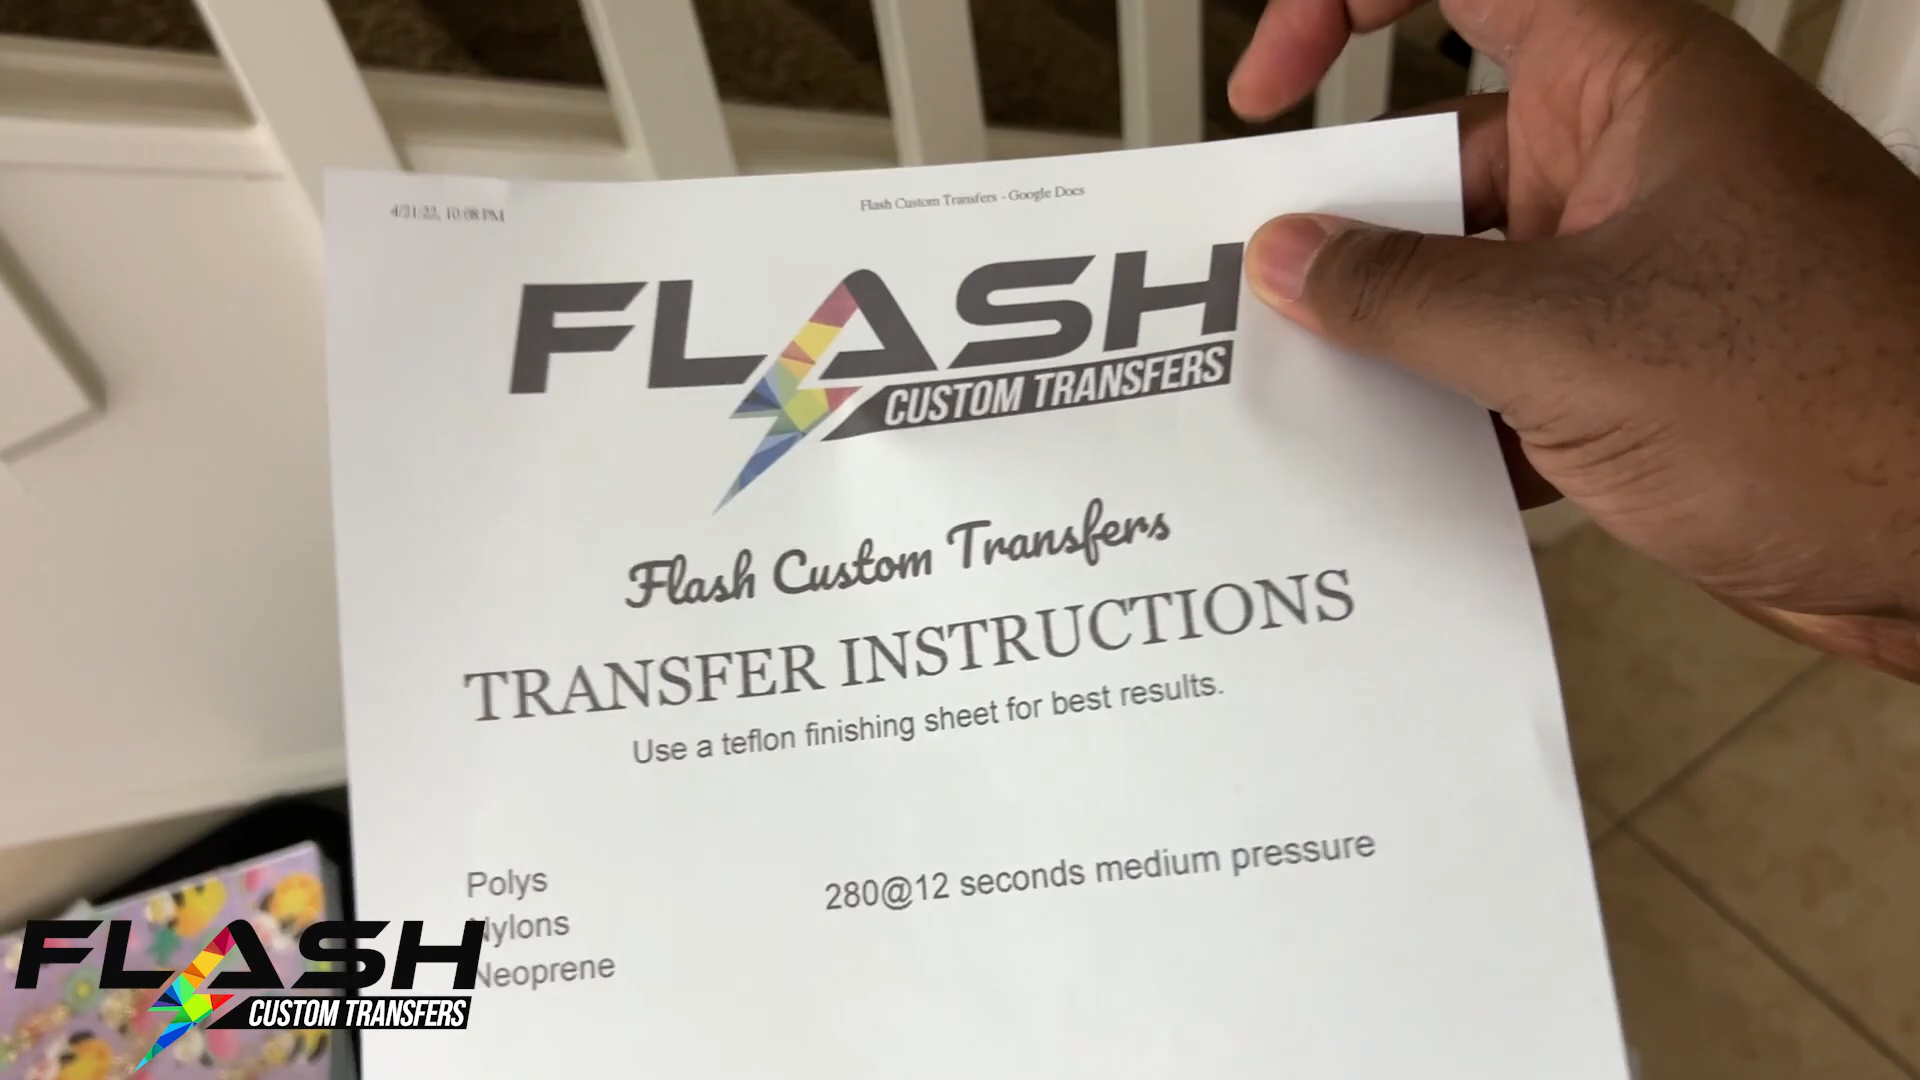 4/21/22, 10:08 PM
Flash Custom Transfers - Google Docs
FLASH
CUSTOM TRANSFERS
Flash Custom Transfers
TRANSFER INSTRUCTIONS
Use a teflon finishing sheet for best results.
Polys
280@12 seconds medium pressure
Nylons
Neoprene
FLASH
CUSTOM TRANSFERS